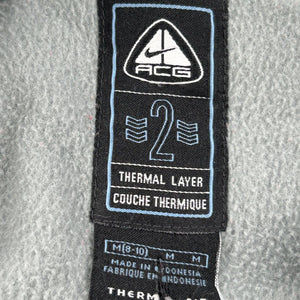 ACG
2
THERMAL LAYER
COUCHE THERMIQUE
M(8-10) M M
MADE IN INDONESIA
FABRIQUE EN INDONESIE